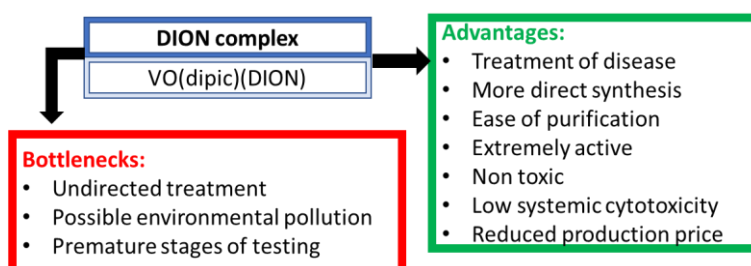 DION complex
VO(dipic)(DION)
Bottlenecks:
• Undirected treatment
• Possible environmental pollution
• Premature stages of testing
Advantages:
• Treatment of disease
• More direct synthesis
• Ease of purification
• Extremely active
• Non toxic
• Low systemic cytotoxicity
• Reduced production price